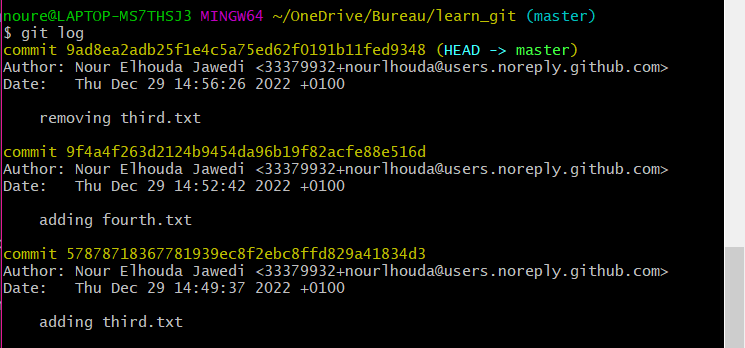 noure@LAPTOP-MS7THSJ3 MINGW64 ~/OneDrive/Bureau/learn_git (master)
$ git log
commit 9ad8ea2adb25f1e4c5a75ed62f0191b11fed9348 (HEAD -> master)
Author: Nour Elhouda Jawedi <33379932+nourlhouda@users.noreply.github.com>
Date:   Thu Dec 29 14:56:26 2022 +0100
    removing third.txt
commit 9f4a4f263d2124b9454da96b19f82acfe88e516d
Author: Nour Elhouda Jawedi <33379932+nourlhouda@users.noreply.github.com>
Date:   Thu Dec 29 14:52:42 2022 +0100
    adding fourth.txt
commit 57878718367781939ec8f2ebc8ffd829a41834d3
Author: Nour Elhouda Jawedi <33379932+nourlhouda@users.noreply.github.com>
Date:   Thu Dec 29 14:49:37 2022 +0100
    adding third.txt